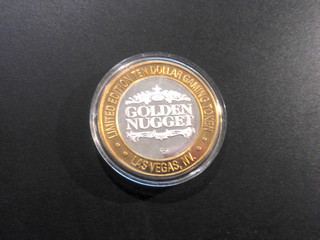 LIMITED EDITION TEN DOLLAR GAMING TOKEN
GOLDEN
NUGGET
LAS VEGAS, NV.